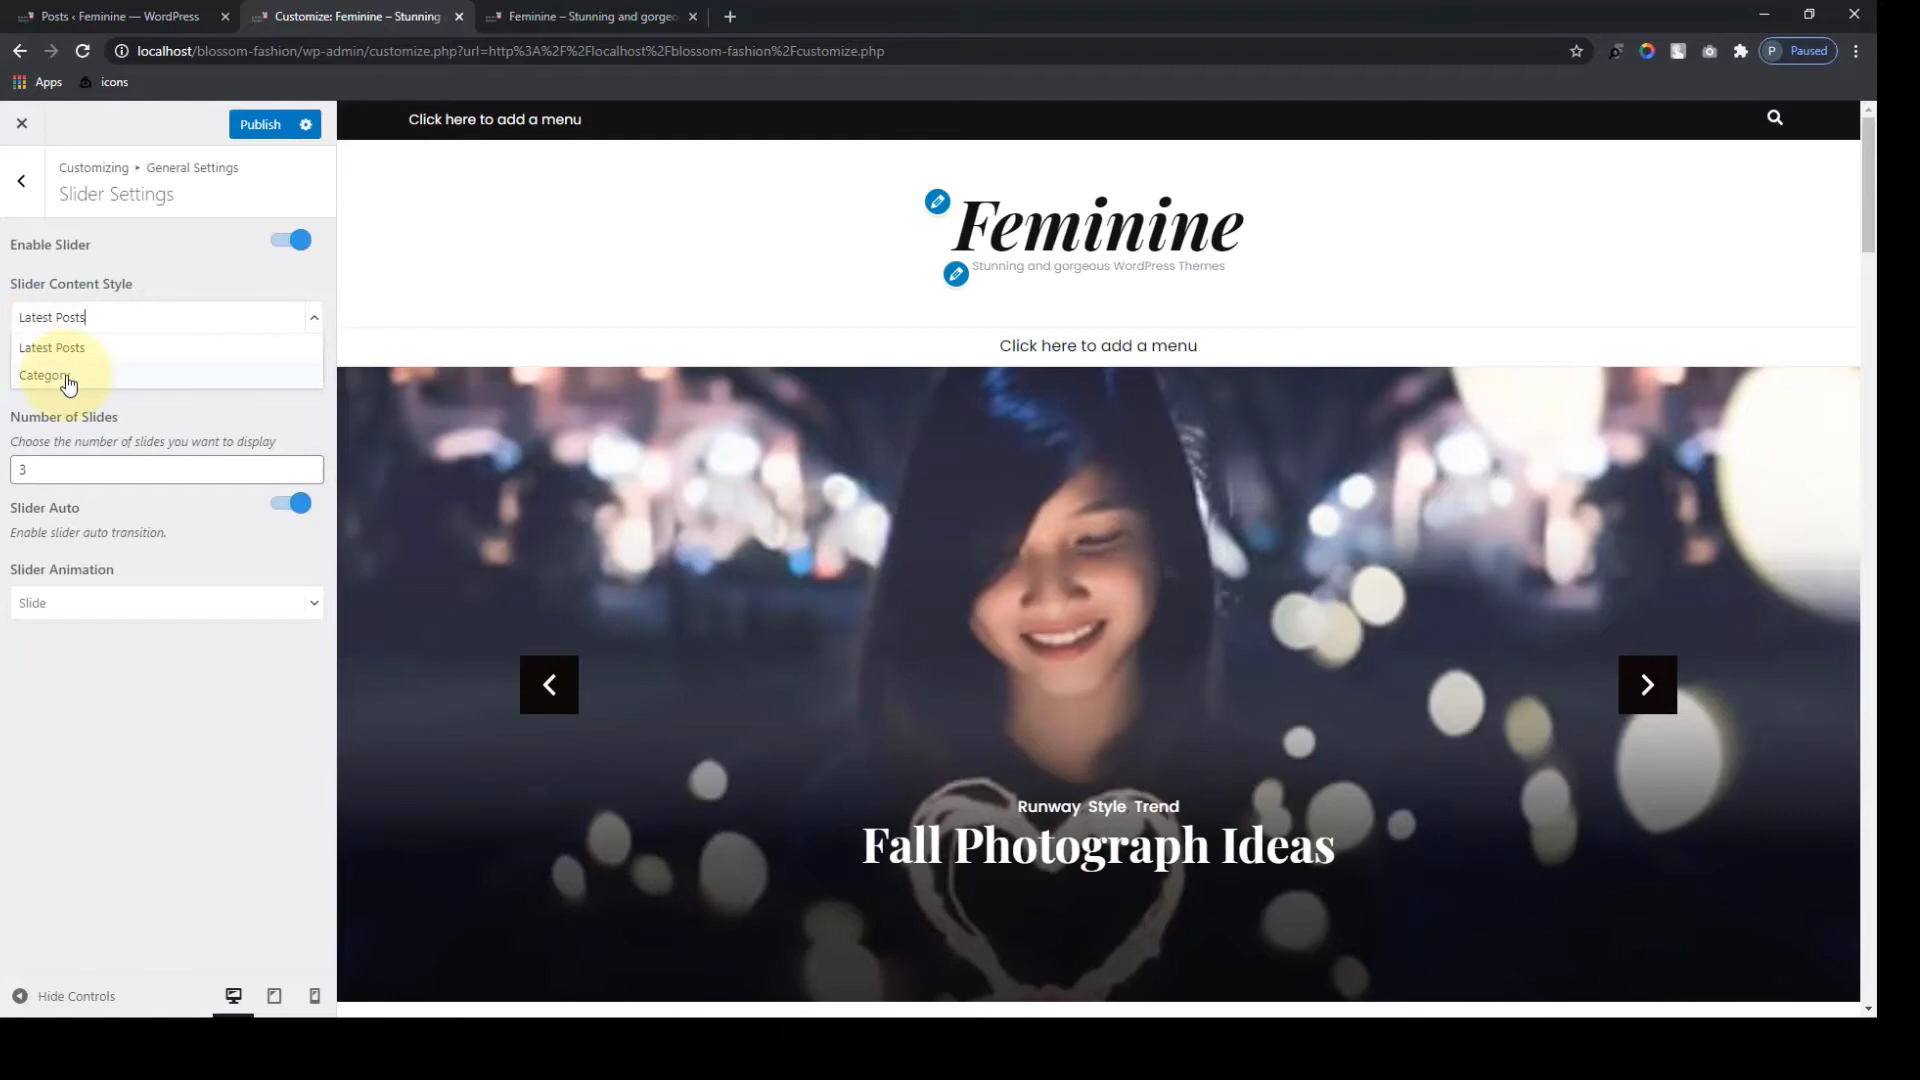 Posts ‹ Feminine — WordPress
Customize: Feminine – Stunning
Feminine – Stunning and gorgeo
P Paused
localhost/blossom-fashion/wp-admin/customize.php?url=http%3A%2F%2Flocalhost%2Fblossom-fashion%2Fcustomize.php
Apps
icons
Publish
Click here to add a menu
Customizing ▸ General Settings
Slider Settings
Feminine
Stunning and gorgeous WordPress Themes
Enable Slider
Slider Content Style
Latest Posts
Latest Posts
Category
Click here to add a menu
Number of Slides
Choose the number of slides you want to display
3
Slider Auto
Enable slider auto transition.
Slider Animation
Slide
Runway Style Trend
Fall Photograph Ideas
Hide Controls